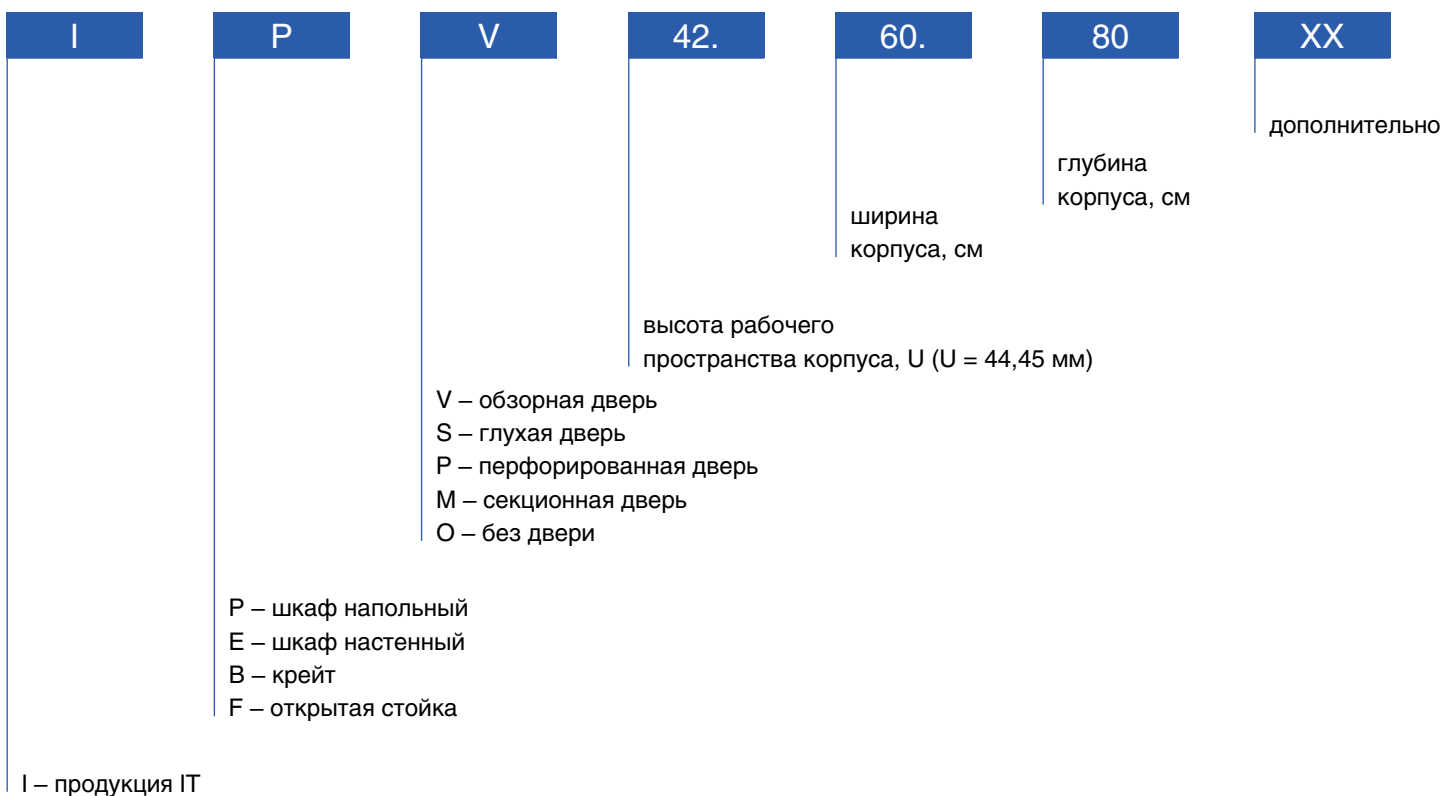 I P V 42. 60. 80 XX
дополнительно
глубина
корпуса, см
ширина
корпуса, см
высота рабочего
пространства корпуса, U (U = 44,45 мм)
V – обзорная дверь
S – глухая дверь
P – перфорированная дверь
M – секционная дверь
O – без двери
P – шкаф напольный
E – шкаф настенный
B – крейт
F – открытая стойка
I – продукция IT